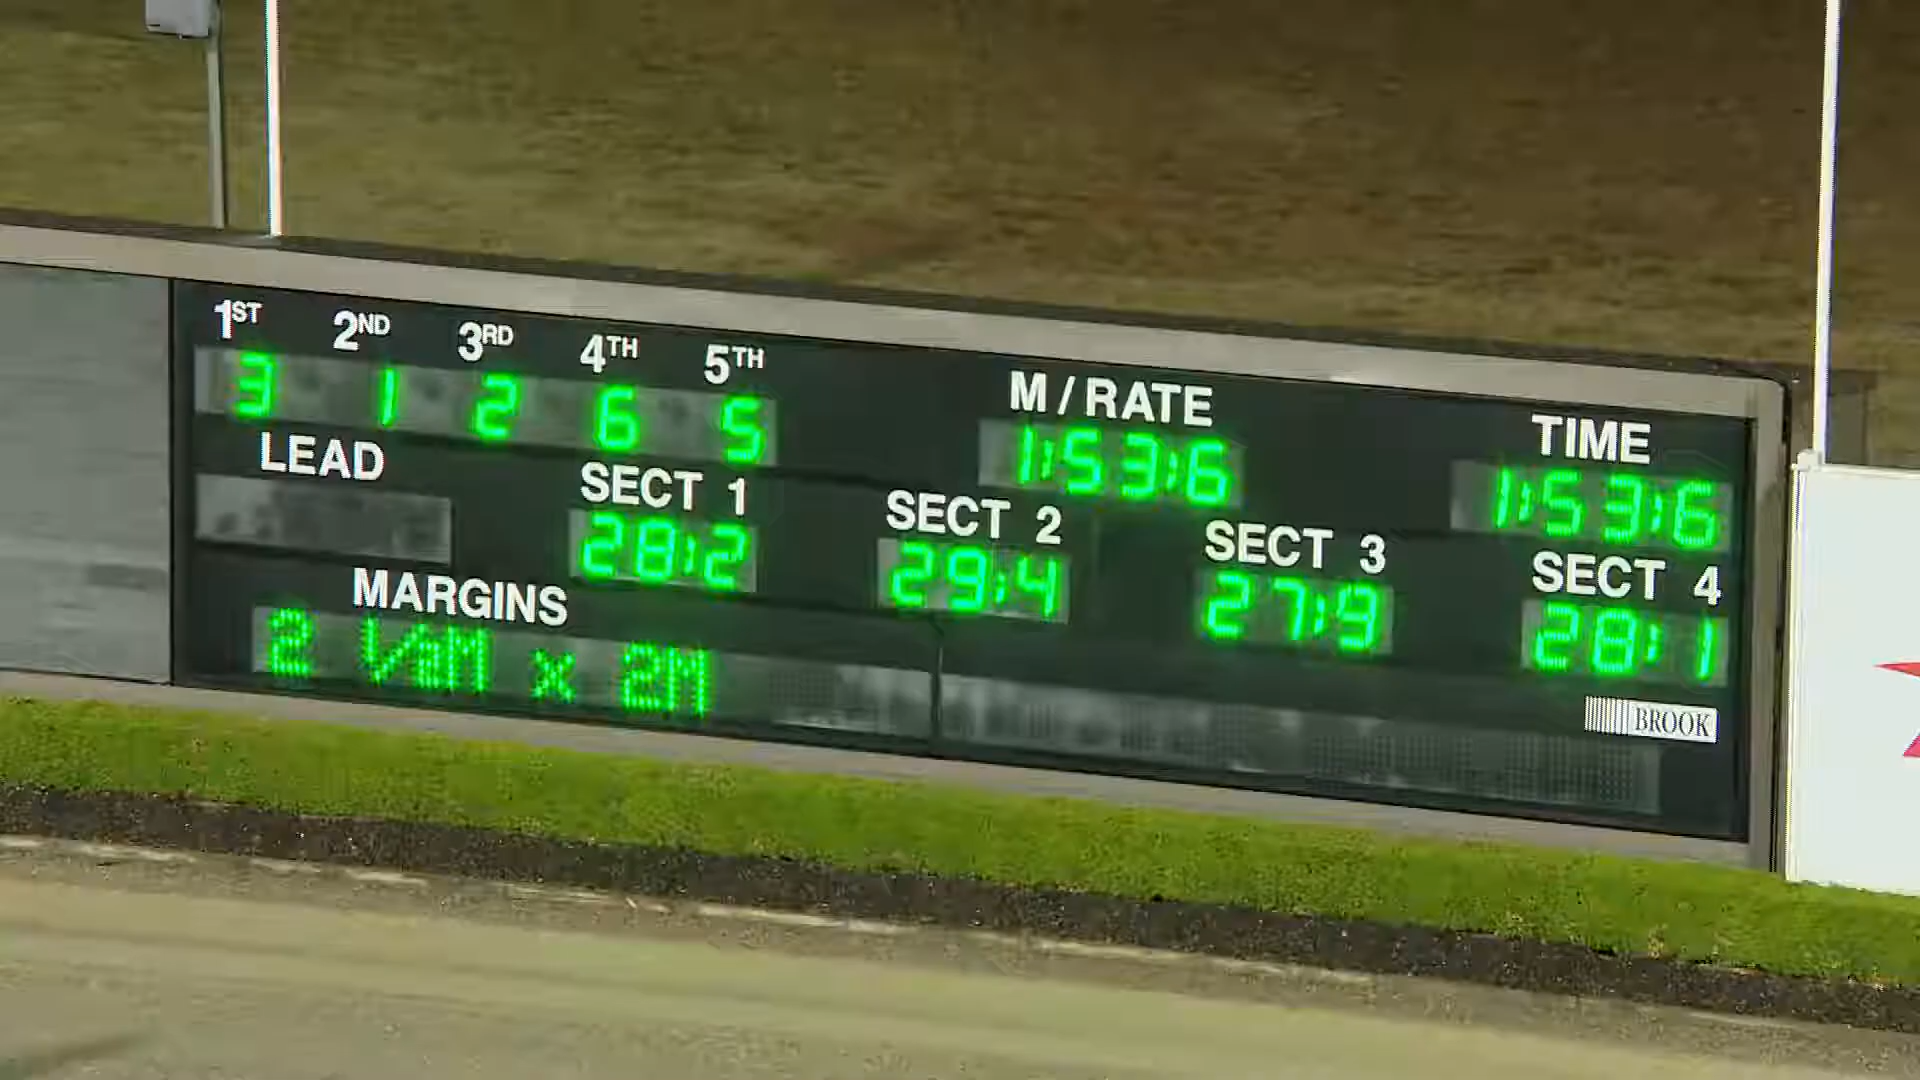 1ST 2ND 3RD 4TH 5TH
3 1 2 6 5
M/RATE
1:53:6
TIME
1:53:6
LEAD
SECT 1
28:2
SECT 2
29:4
SECT 3
27:9
SECT 4
28:1
MARGINS
2 x 2M
BROOK